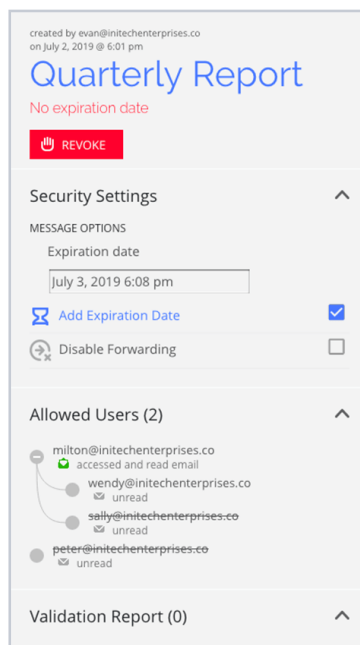 created by evan@initechenterprises.co
on July 2, 2019 @ 6:01 pm
Quarterly Report
No expiration date
REVOKE
Security Settings
MESSAGE OPTIONS
Expiration date
July 3, 2019 6:08 pm
Add Expiration Date
Disable Forwarding
Allowed Users (2)
milton@initechenterprises.co
accessed and read email
wendy@initechenterprises.co
unread
sally@initechenterprises.co
unread
peter@initechenterprises.co
unread
Validation Report (0)